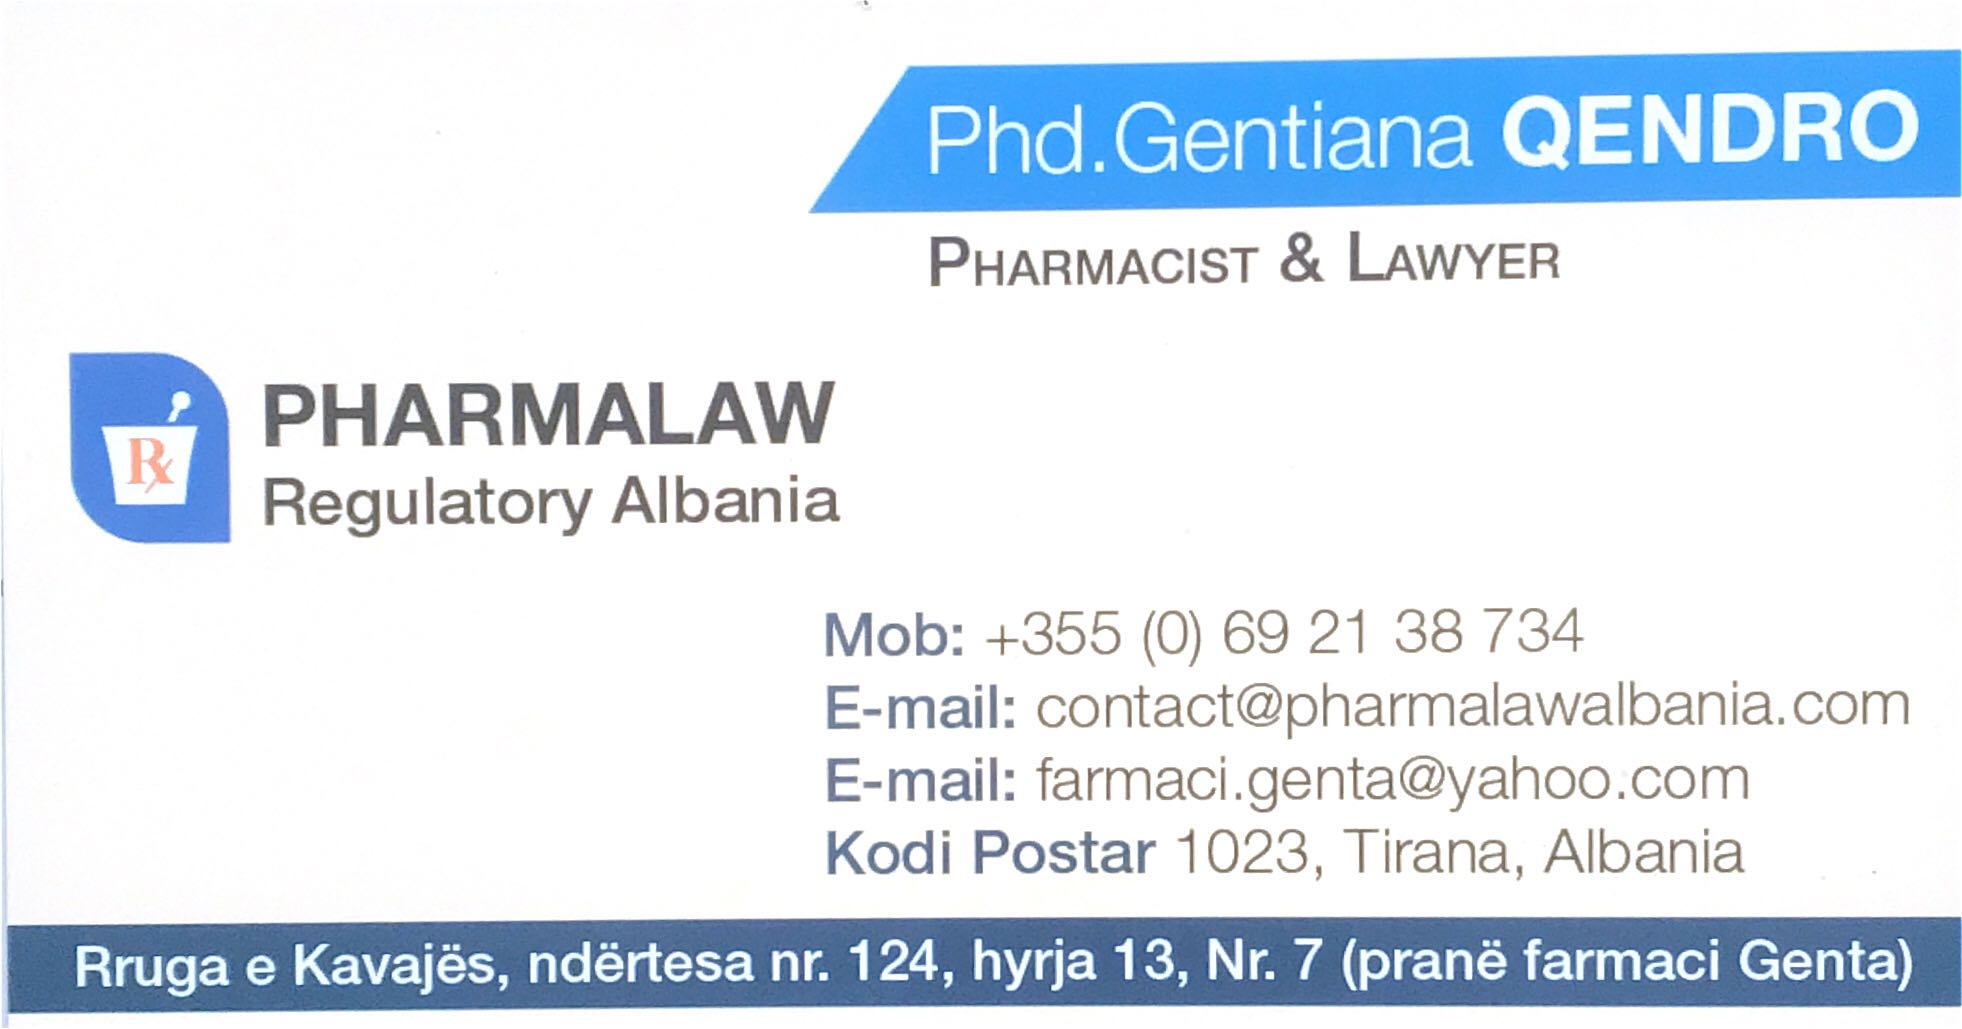 Phd.Gentiana QENDRO
PHARMACIST & LAWYER
Rx
PHARMALAW
Regulatory Albania
Mob: +355 (0) 69 21 38 734
E-mail: contact@pharmalawalbania.com
E-mail: farmaci.genta@yahoo.com
Kodi Postar 1023, Tirana, Albania
Rruga e Kavajës, ndërtesa nr. 124, hyrja 13, Nr. 7 (pranë farmaci Genta)